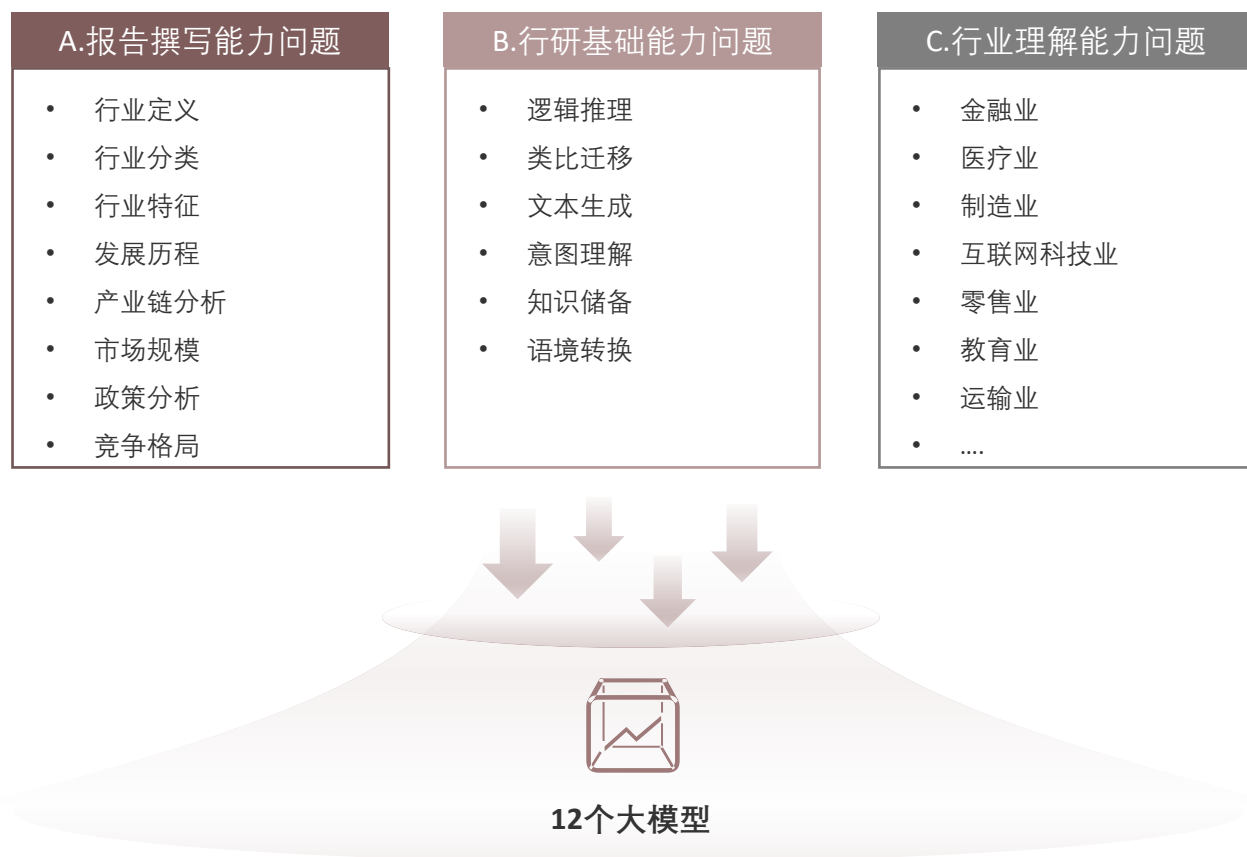 A.报告撰写能力问题
• 行业定义
• 行业分类
• 行业特征
• 发展历程
• 产业链分析
• 市场规模
• 政策分析
• 竞争格局
B.行研基础能力问题
• 逻辑推理
• 类比迁移
• 文本生成
• 意图理解
• 知识储备
• 语境转换
C.行业理解能力问题
• 金融业
• 医疗业
• 制造业
• 互联网科技业
• 零售业
• 教育业
• 运输业
• ....
12个大模型